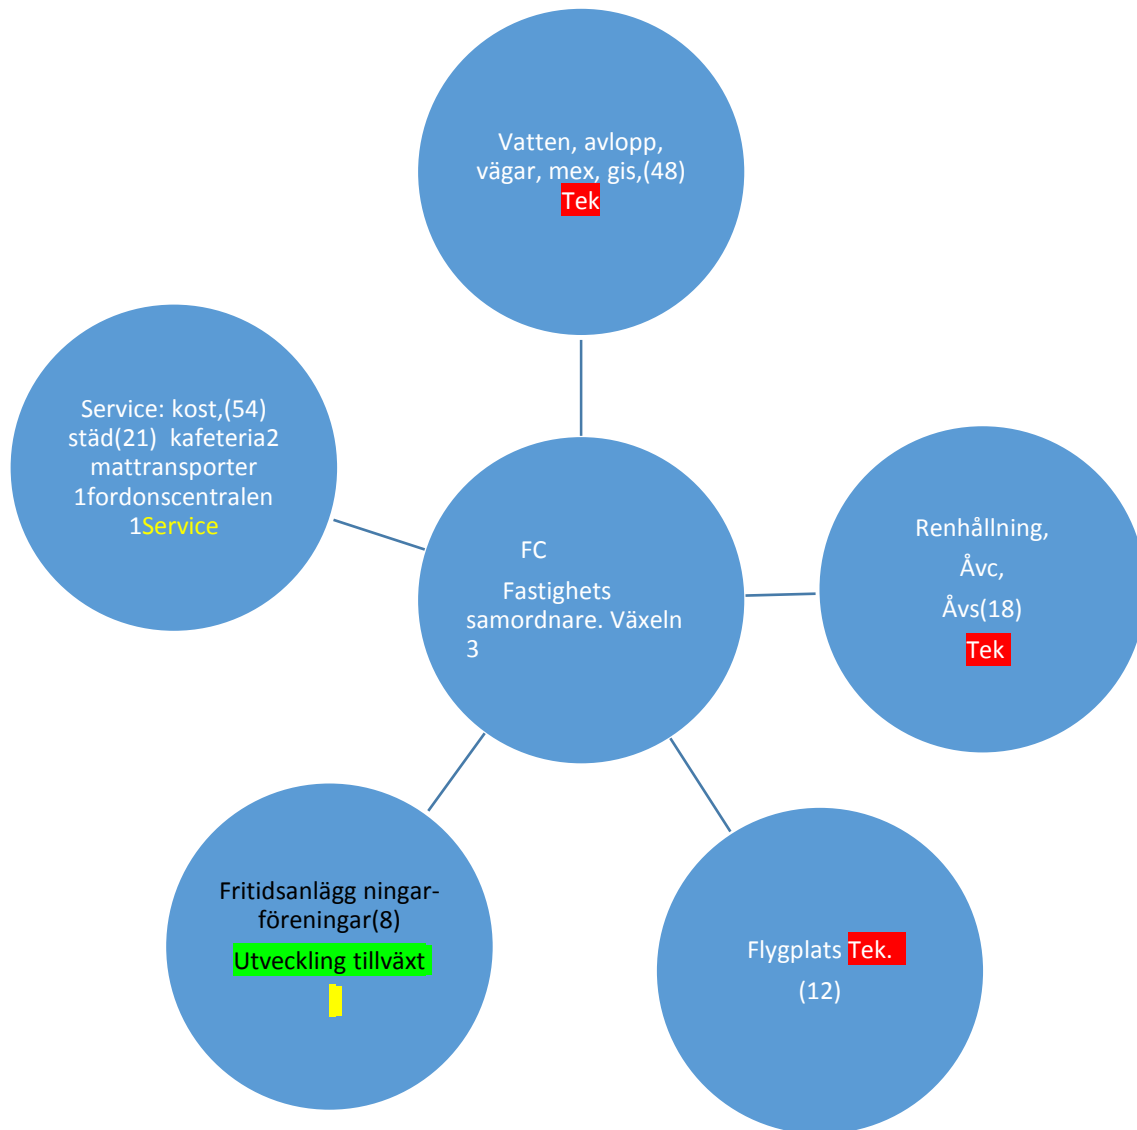 Vatten, avlopp,
vägar, mex, gis,(48)
Tek
Service: kost,(54)
städ(21) kafeteria2
mattransporter
1fordonscentralen
1Service
FC
Fastighets
samordnare. Växeln
3
Renhållning,
Åvc,
Åvs(18)
Tek
Fritidsanlägg ningar-
föreningar(8)
Utveckling tillväxt
Flygplats Tek.
(12)